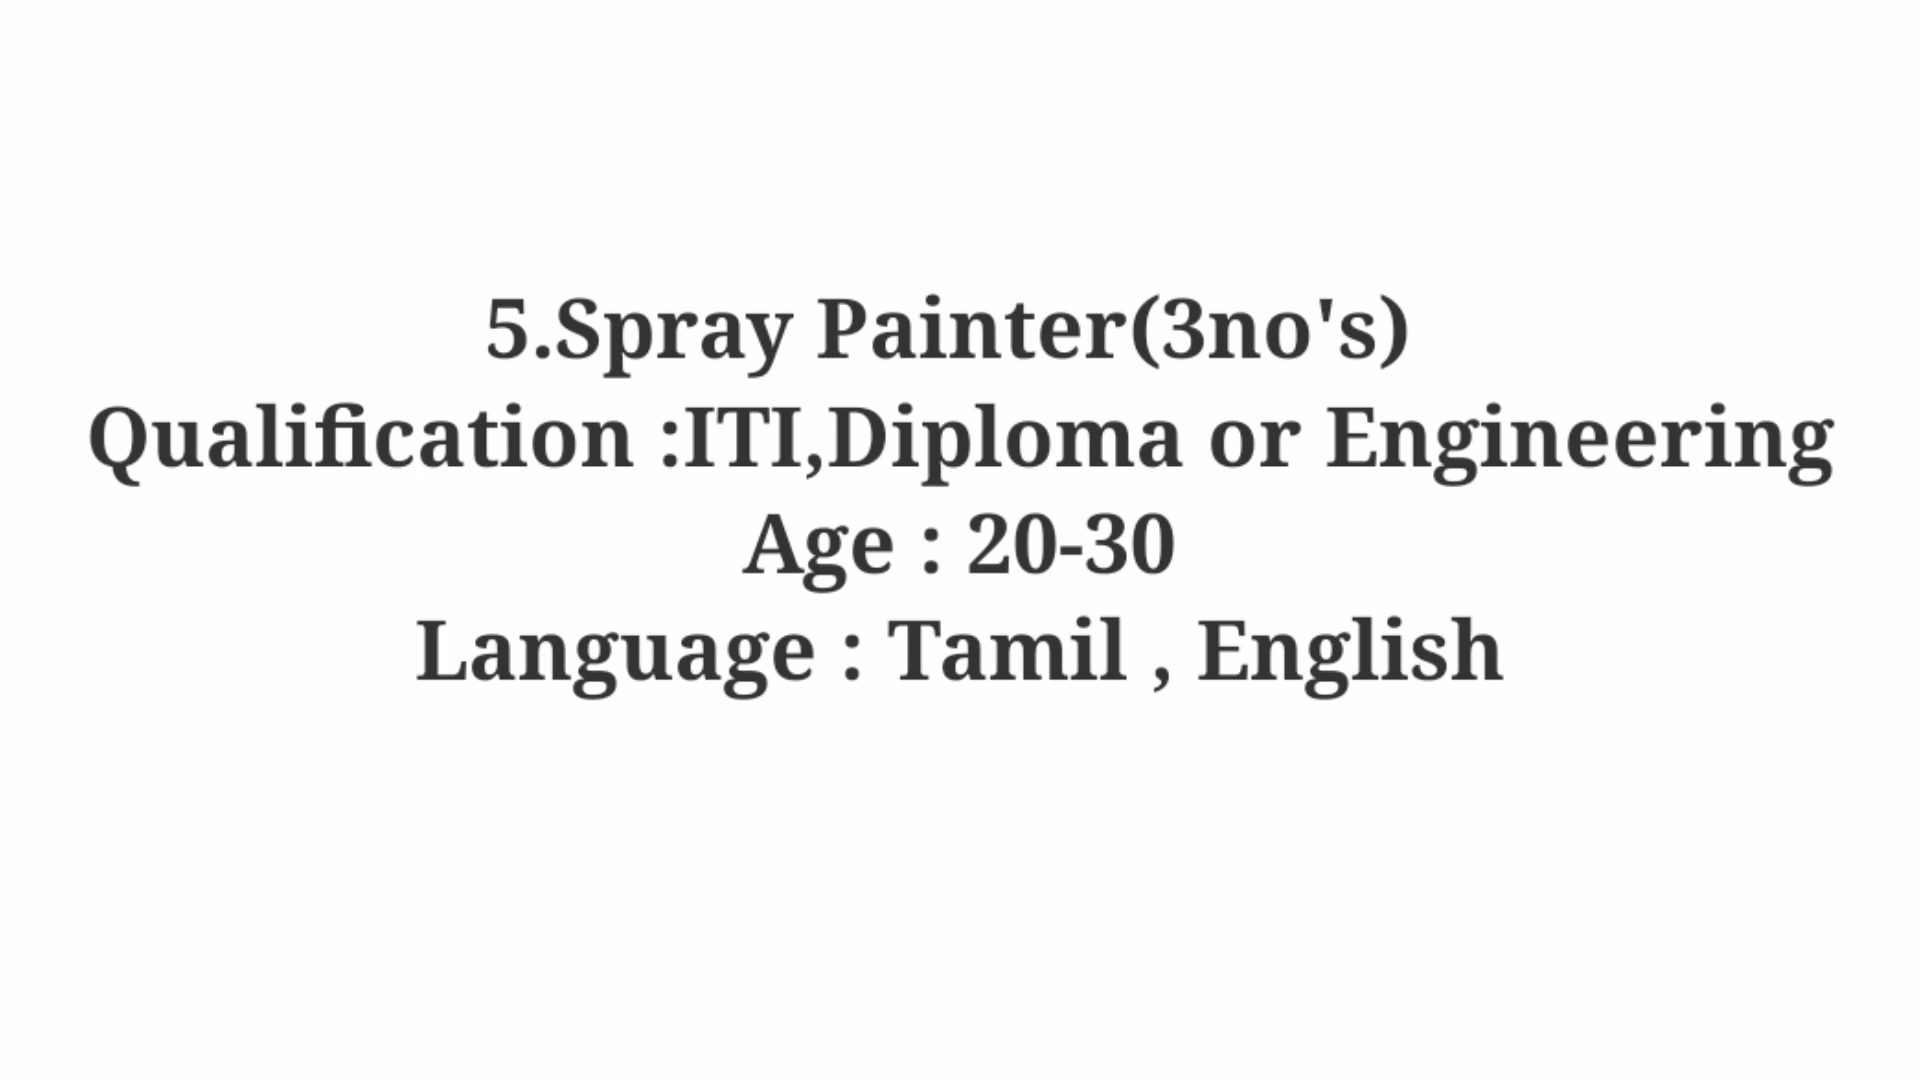 5.Spray Painter(3no's)
Qualification :ITI,Diploma or Engineering
Age : 20-30
Language : Tamil , English